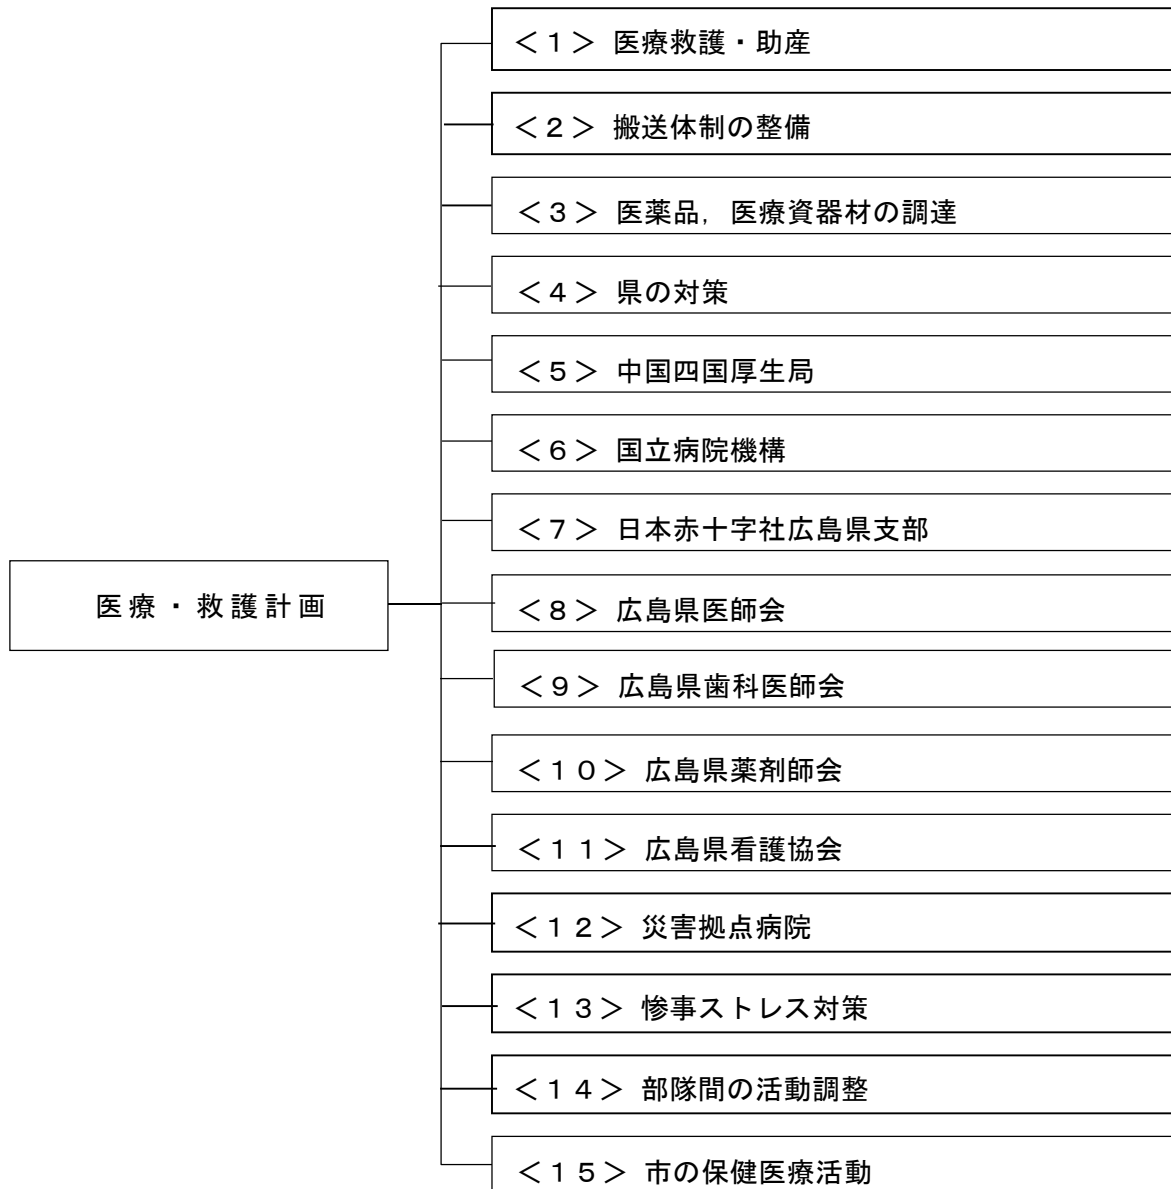 ＜１＞ 医療救護・助産
＜２＞ 搬送体制の整備
＜３＞ 医薬品，医療資器材の調達
＜４＞ 県の対策
＜５＞ 中国四国厚生局
＜６＞ 国立病院機構
＜７＞ 日本赤十字社広島県支部
医療・救護計画
＜８＞ 広島県医師会
＜９＞ 広島県歯科医師会
＜１０＞ 広島県薬剤師会
＜１１＞ 広島県看護協会
＜１２＞ 災害拠点病院
＜１３＞ 惨事ストレス対策
＜１４＞ 部隊間の活動調整
＜１５＞ 市の保健医療活動